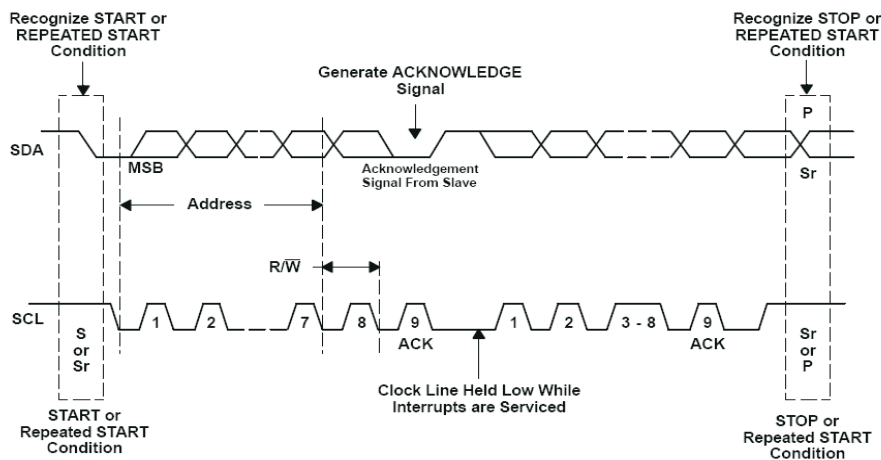 Recognize START or
REPEATED START
Condition
Recognize STOP or
REPEATED START
Condition
Generate ACKNOWLEDGE
Signal
P
SDA
MSB
Acknowledgement
Signal From Slave
Sr
Address
R/W̅
SCL
1
2
7
8
9
1
2
3 - 8
9
ACK
ACK
S
or
Sr
Sr
or
P
Clock Line Held Low While
Interrupts are Serviced
START or
Repeated START
Condition
STOP or
Repeated START
Condition